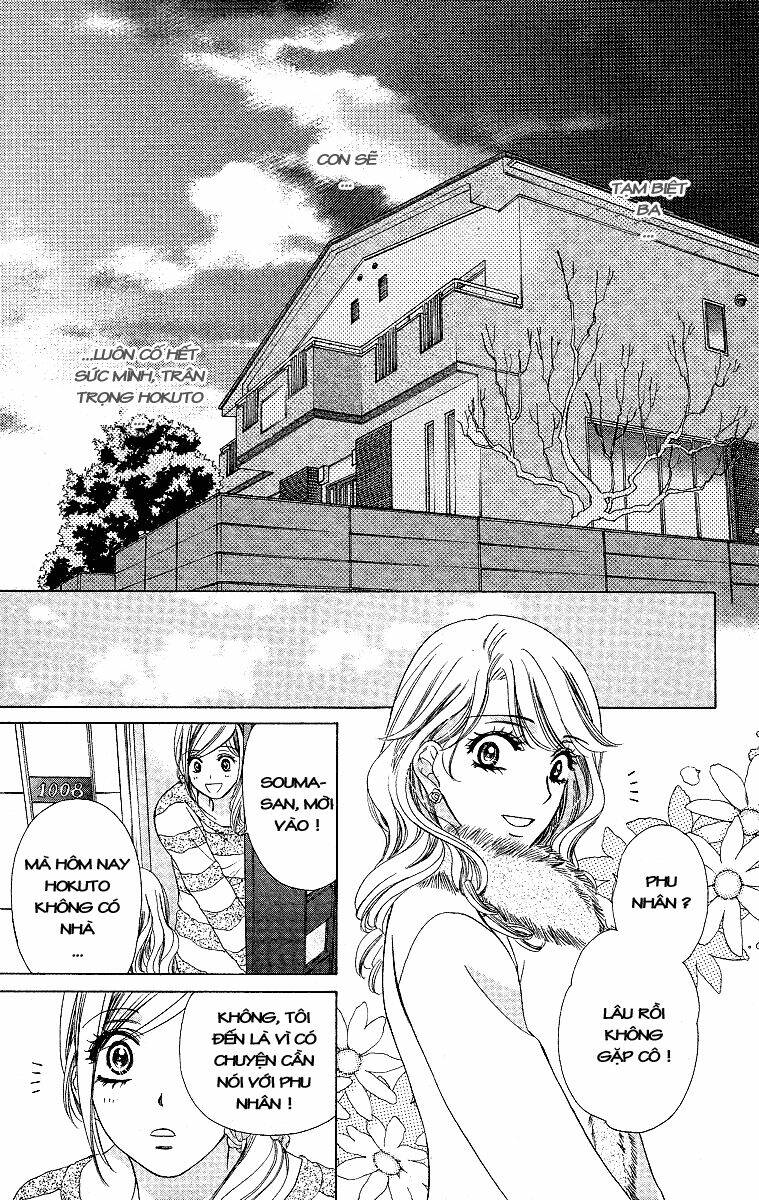 TẠM BIỆT
BA
...
CON SẼ
...
...LUÔN CỐ HẾT
SỨC MÌNH, TRÂN
TRỌNG HOKUTO
PHU
NHÂN ?
LÂU RỒI
KHÔNG
GẶP CÔ !
SOUMA-
SAN, MỜI
VÀO !
1008
MÀ HÔM NAY
HOKUTO
KHÔNG CÓ
NHÀ
...
KHÔNG, TÔI
ĐẾN LÀ VÌ CÓ
CHUYỆN CẦN
NÓI VỚI PHU
NHÂN !